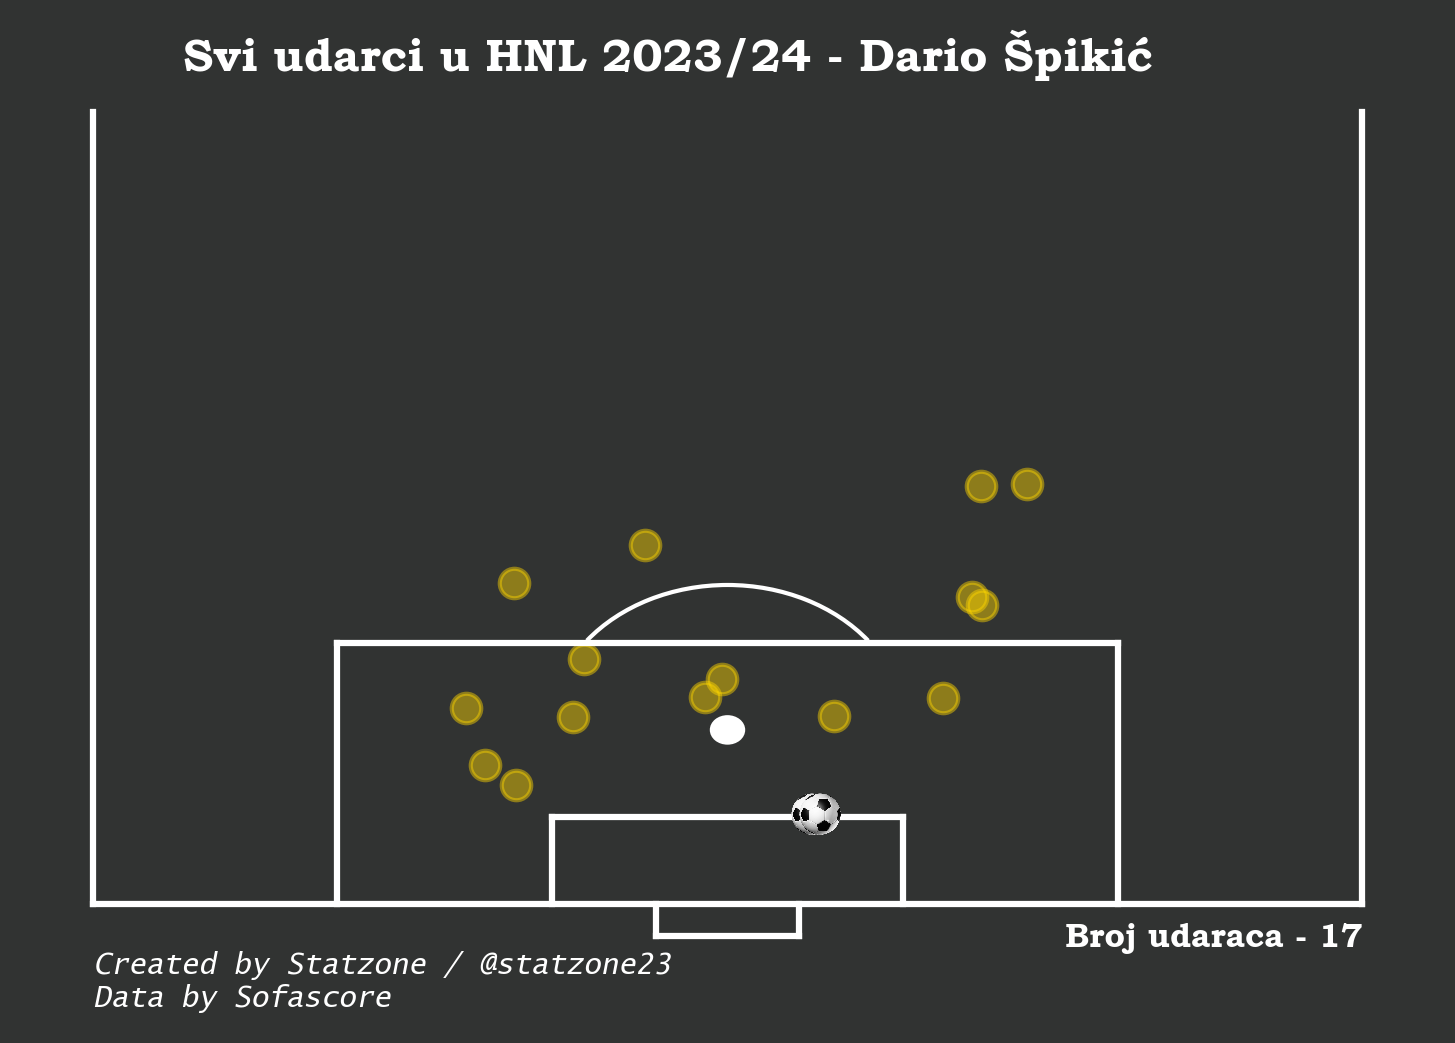 Svi udarci u HNL 2023/24 - Dario Špikić
Broj udaraca - 17
Created by Statzone / @statzone23
Data by Sofascore